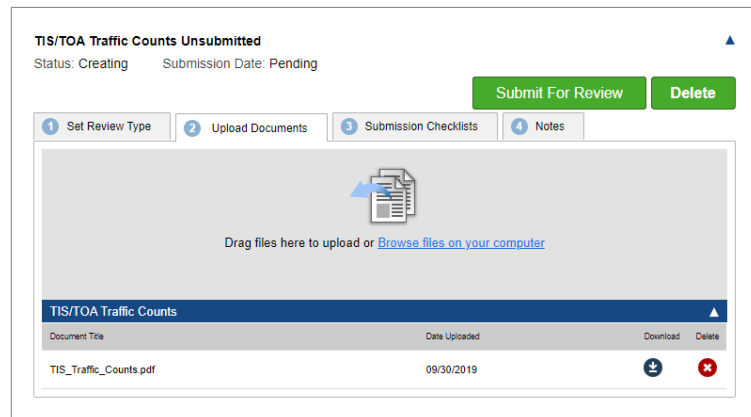 TIS/TOA Traffic Counts Unsubmitted
Status: Creating Submission Date: Pending
Submit For Review Delete
1 Set Review Type 2 Upload Documents 3 Submission Checklists 4 Notes
Drag files here to upload or Browse files on your computer
TIS/TOA Traffic Counts
Document Title Date Uploaded Download Delete
TIS_Traffic_Counts.pdf 09/30/2019